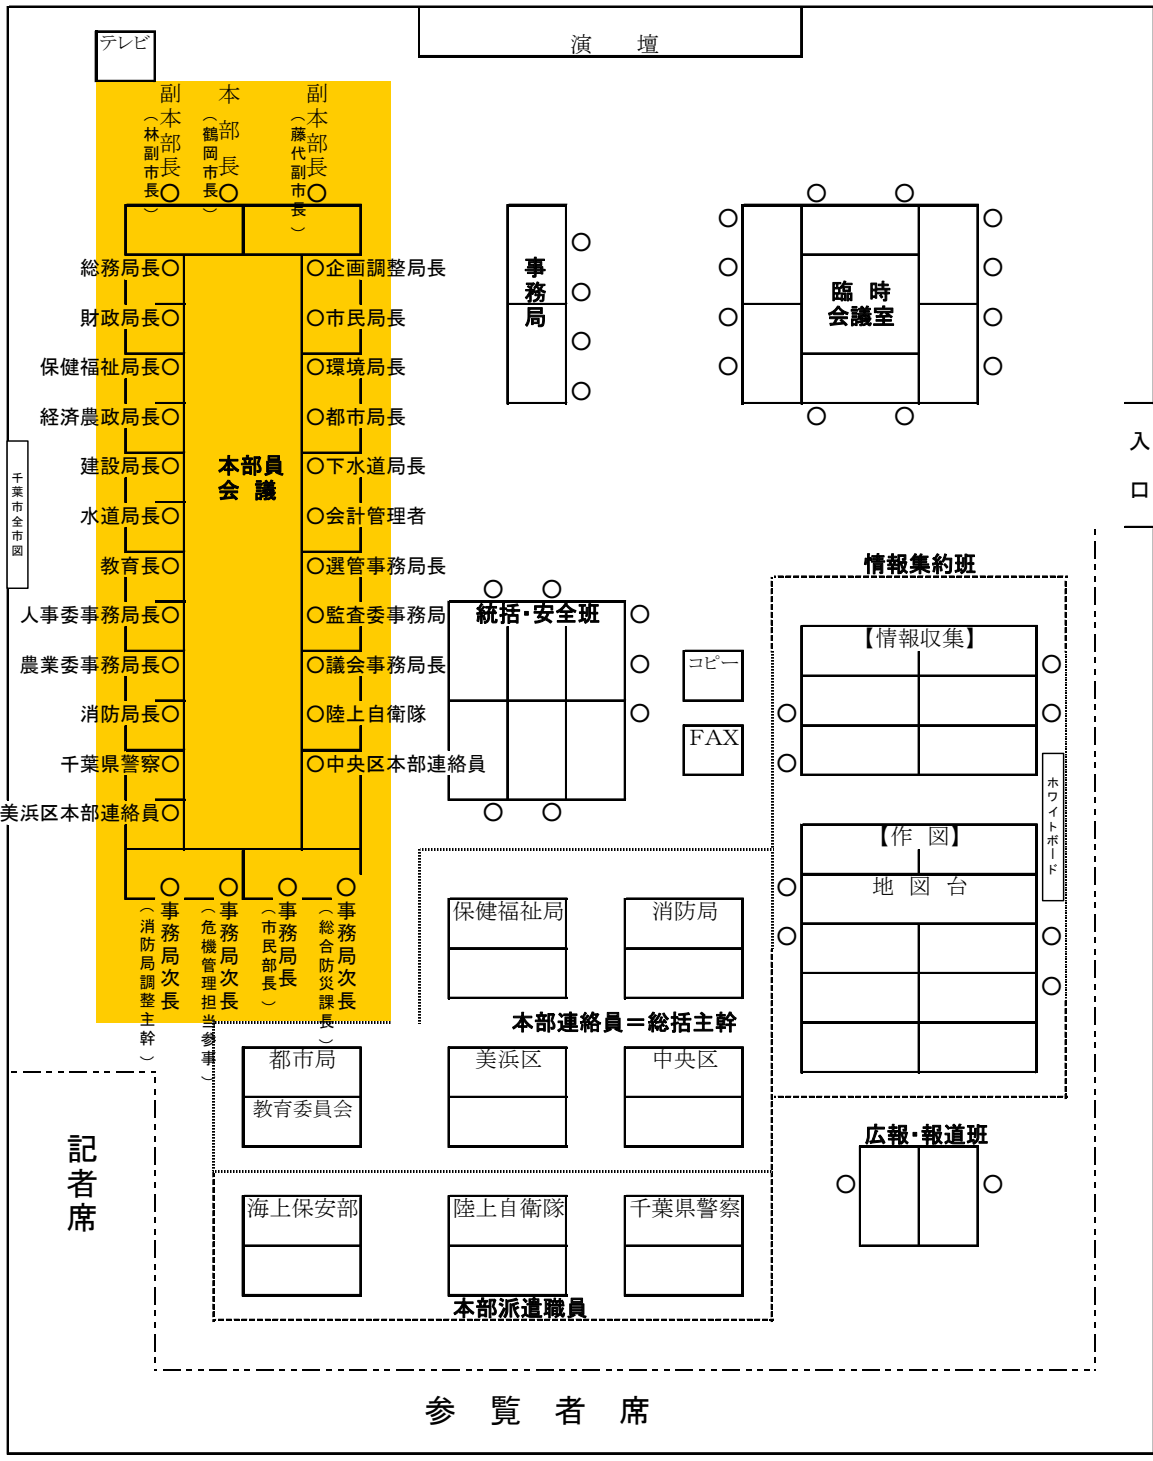 演　壇
テレビ
副本部長
（林副市長）
本部長
（鶴岡市長）
副本部長
（藤代副市長）
総務局長○
財政局長○
保健福祉局長○
経済農政局長○
建設局長○
水道局長○
教育長○
人事委事務局長○
農業委事務局長○
消防局長○
千葉県警察○
美浜区本部連絡員○
本部員
会　議
○企画調整局長
○市民局長
○環境局長
○都市局長
○下水道局長
○会計管理者
○選管事務局長
○監査委事務局
○議会事務局長
○陸上自衛隊
○中央区本部連絡員
○事務局次長
（消防局調整主幹）
○事務局次長
（危機管理担当参事）
○事務局長
（市民部長）
○事務局次長
（総合防災課長）
千葉市全市図
事務局
臨　時
会議室
入口
統括・安全班
コピー
FAX
情報集約班
【情報収集】
ホワイトボード
【作　図】
地　図　台
保健福祉局
消防局
本部連絡員＝総括主幹
都市局
教育委員会
美浜区
中央区
広報・報道班
海上保安部
陸上自衛隊
千葉県警察
本部派遣職員
記者席
参　覧　者　席